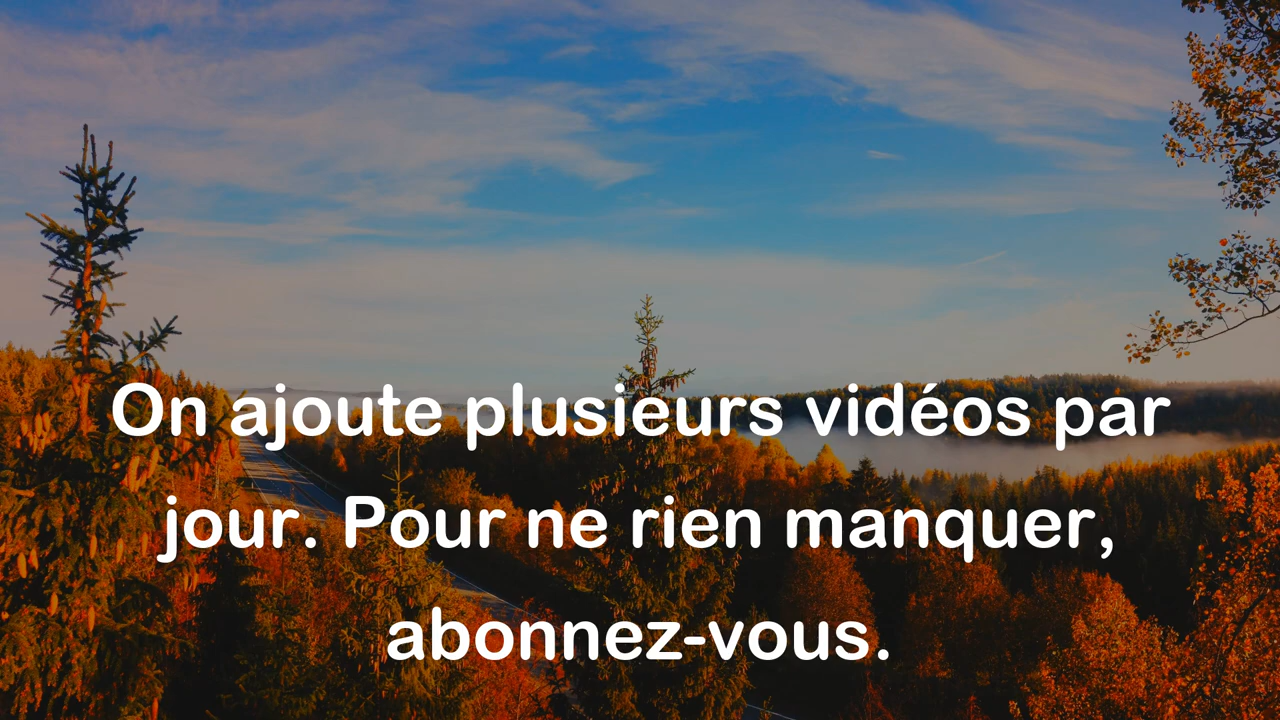 On ajoute plusieurs vidéos par
jour. Pour ne rien manquer,
abonnez-vous.